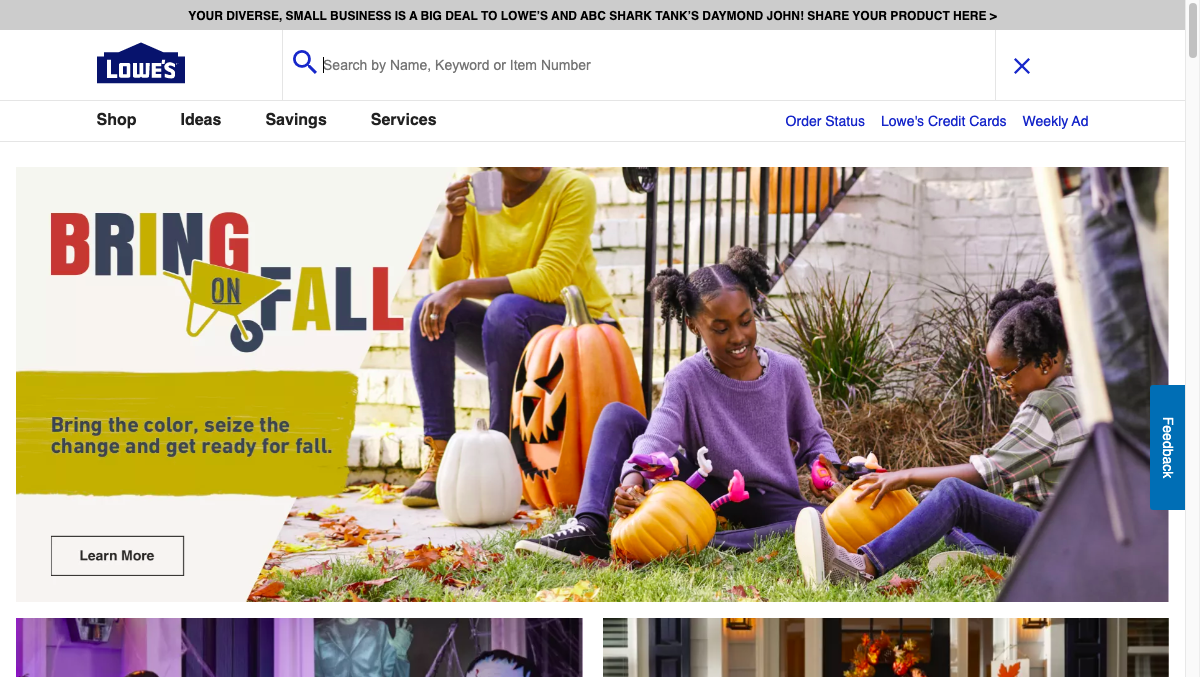 YOUR DIVERSE, SMALL BUSINESS IS A BIG DEAL TO LOWE'S AND ABC SHARK TANK'S DAYMOND JOHN! SHARE YOUR PRODUCT HERE >
LOWE'S
Search by Name, Keyword or Item Number
Shop
Ideas
Savings
Services
Order Status
Lowe's Credit Cards
Weekly Ad
BRING
ON
FALL
Bring the color, seize the
change and get ready for fall.
Learn More
Feedback